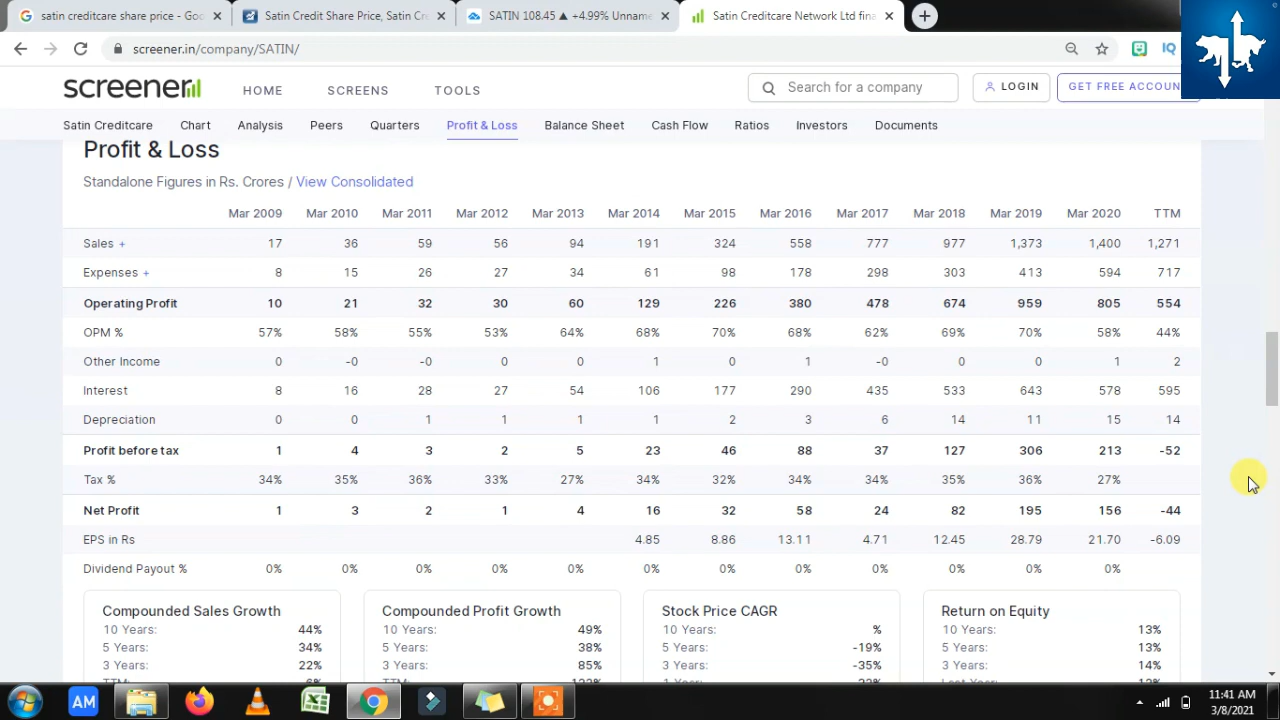 satin creditcare share price - Goo
Satin Credit Share Price, Satin Cr
SATIN 108.45 ▲ +4.99% Unnam
Satin Creditcare Network Ltd fina
screener.in/company/SATIN/
IQ
screener
HOME
SCREENS
TOOLS
Search for a company
LOGIN
GET FREE ACCOUN
Satin Creditcare Chart Analysis Peers Quarters Profit & Loss Balance Sheet Cash Flow Ratios Investors Documents
Profit & Loss
Standalone Figures in Rs. Crores / View Consolidated
Mar 2009 Mar 2010 Mar 2011 Mar 2012 Mar 2013 Mar 2014 Mar 2015 Mar 2016 Mar 2017 Mar 2018 Mar 2019 Mar 2020 TTM
Sales + 17 36 59 56 94 191 324 558 777 977 1,373 1,400 1,271
Expenses + 8 15 26 27 34 61 98 178 298 303 413 594 717
Operating Profit 10 21 32 30 60 129 226 380 478 674 959 805 554
OPM % 57% 58% 55% 53% 64% 68% 70% 68% 62% 69% 70% 58% 44%
Other Income 0 -0 -0 0 0 1 0 1 -0 0 0 1 2
Interest 8 16 28 27 54 106 177 290 435 533 643 578 595
Depreciation 0 0 1 1 1 1 2 3 6 14 11 15 14
Profit before tax 1 4 3 2 5 23 46 88 37 127 306 213 -52
Tax % 34% 35% 36% 33% 27% 34% 32% 34% 34% 35% 36% 27%
Net Profit 1 3 2 1 4 16 32 58 24 82 195 156 -44
EPS in Rs 4.85 8.86 13.11 4.71 12.45 28.79 21.70 -6.09
Dividend Payout % 0% 0% 0% 0% 0% 0% 0% 0% 0% 0% 0% 0%
Compounded Sales Growth
10 Years: 44%
5 Years: 34%
3 Years: 22%
Compounded Profit Growth
10 Years: 49%
5 Years: 38%
3 Years: 85%
Stock Price CAGR
10 Years: %
5 Years: -19%
3 Years: -35%
Return on Equity
10 Years: 13%
5 Years: 13%
3 Years: 14%
AM
11:41 AM
3/8/2021